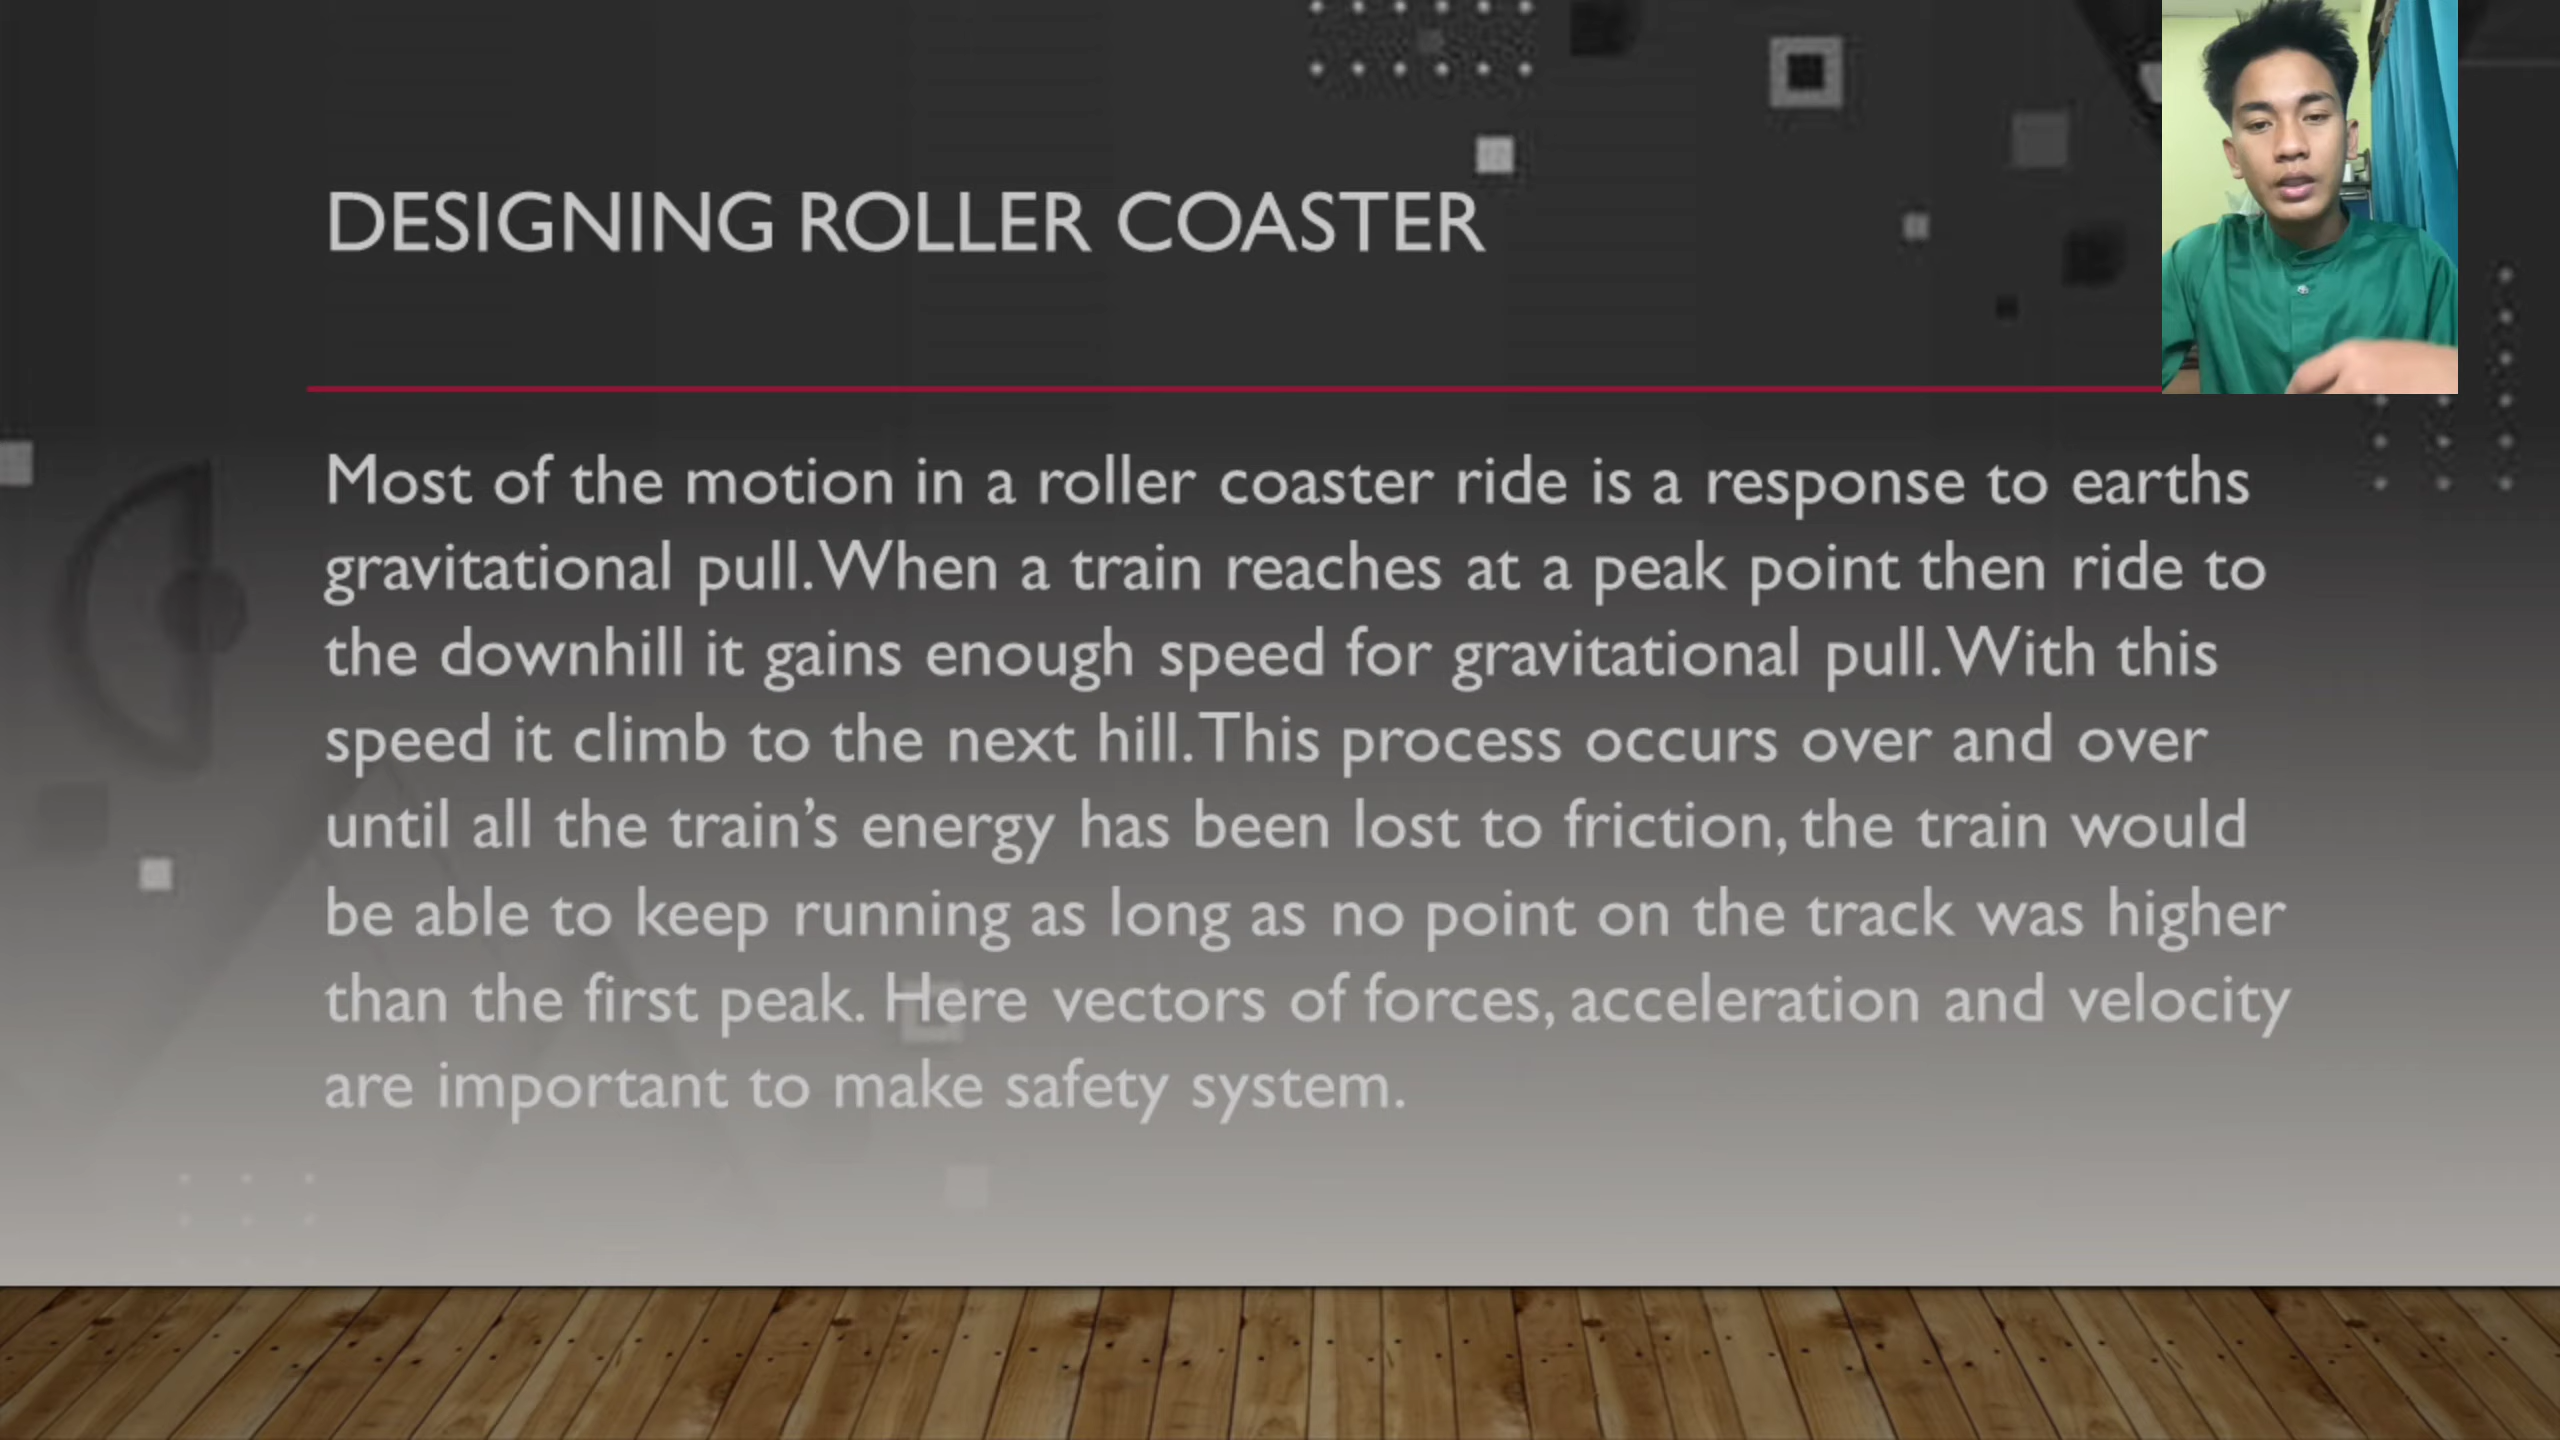 DESIGNING ROLLER COASTER
Most of the motion in a roller coaster ride is a response to earths
gravitational pull. When a train reaches at a peak point then ride to
the downhill it gains enough speed for gravitational pull. With this
speed it climb to the next hill. This process occurs over and over
until all the train’s energy has been lost to friction, the train would
be able to keep running as long as no point on the track was higher
than the first peak. Here vectors of forces, acceleration and velocity
are important to make safety system.